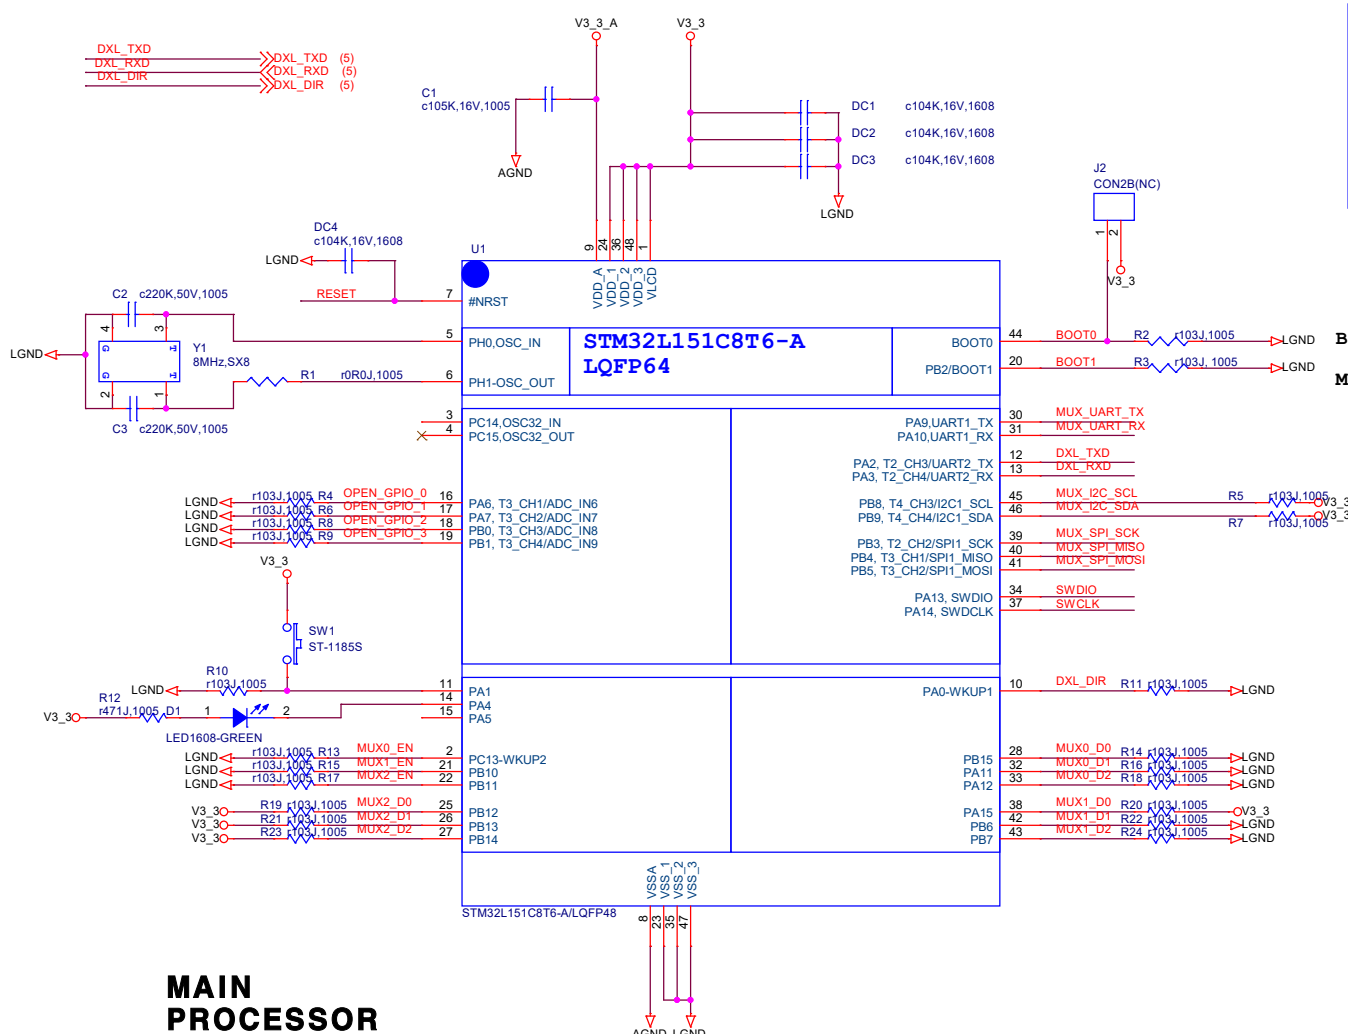 V3_3_A V3_3
DXL_TXD DXL_TXD (5)
DXL_RXD DXL_RXD (5)
DXL_DIR DXL_DIR (5)
C1
c105K,16V,1005
DC1 c104K,16V,1608
DC2 c104K,16V,1608
DC3 c104K,16V,1608
AGND
LGND
J2
CON2B(NC)
1 2
V3_3
DC4
c104K,16V,1608
LGND
U1
9 24 36 48 1
VDD_A VDD_1 VDD_2 VDD_3 VLCD
RESET 7 #NRST
C2 c220K,50V,1005
4 3
G T
LGND
Y1
8MHz,SX8
G T
2 1
C3 c220K,50V,1005
5 PH0,OSC_IN
R1 r0R0J,1005 6 PH1-OSC_OUT
STM32L151C8T6-A
LQFP64
BOOT0 44 BOOT0 R2 r103J,1005 LGND B
PB2/BOOT1 20 BOOT1 R3 r103J, 1005 LGND
M
3 PC14,OSC32_IN
4 PC15,OSC32_OUT
PA9,UART1_TX 30 MUX_UART_TX
PA10,UART1_RX 31 MUX_UART_RX
PA2, T2_CH3/UART2_TX 12 DXL_TXD
PA3, T2_CH4/UART2_RX 13 DXL_RXD
LGND r103J,1005 R4 OPEN_GPIO_0 16 PA6, T3_CH1/ADC_IN6
LGND r103J,1005 R6 OPEN_GPIO_1 17 PA7, T3_CH2/ADC_IN7
LGND r103J,1005 R8 OPEN_GPIO_2 18 PB0, T3_CH3/ADC_IN8
LGND r103J,1005 R9 OPEN_GPIO_3 19 PB1, T3_CH4/ADC_IN9
PB8, T4_CH3/I2C1_SCL 45 MUX_I2C_SCL R5 r103J,1005 V3_3
PB9, T4_CH4/I2C1_SDA 46 MUX_I2C_SDA R7 r103J,1005 V3_3
PB3, T2_CH2/SPI1_SCK 39 MUX_SPI_SCK
PB4, T3_CH1/SPI1_MISO 40 MUX_SPI_MISO
PB5, T3_CH2/SPI1_MOSI 41 MUX_SPI_MOSI
PA13, SWDIO 34 SWDIO
PA14, SWDCLK 37 SWCLK
V3_3
SW1
ST-1185S
R10
LGND r103J,1005 11 PA1
R12
V3_3 r471J,1005 D1 1 2 14 PA4
15 PA5
LED1608-GREEN
PA0-WKUP1 10 DXL_DIR R11 r103J,1005 LGND
LGND r103J,1005 R13 MUX0_EN 2 PC13-WKUP2
LGND r103J,1005 R15 MUX1_EN 21 PB10
LGND r103J,1005 R17 MUX2_EN 22 PB11
PB15 28 MUX0_D0 R14 r103J,1005 LGND
PA11 32 MUX0_D1 R16 r103J,1005 LGND
PA12 33 MUX0_D2 R18 r103J,1005 LGND
V3_3 R19 r103J,1005 MUX2_D0 25 PB12
V3_3 R21 r103J,1005 MUX2_D1 26 PB13
V3_3 R23 r103J,1005 MUX2_D2 27 PB14
PA15 38 MUX1_D0 R20 r103J,1005 V3_3
PB6 42 MUX1_D1 R22 r103J,1005 LGND
PB7 43 MUX1_D2 R24 r103J,1005 LGND
VSSA VSS_1 VSS_2 VSS_3
8 23 35 47
STM32L151C8T6-A/LQFP48
AGND LGND
MAIN
PROCESSOR